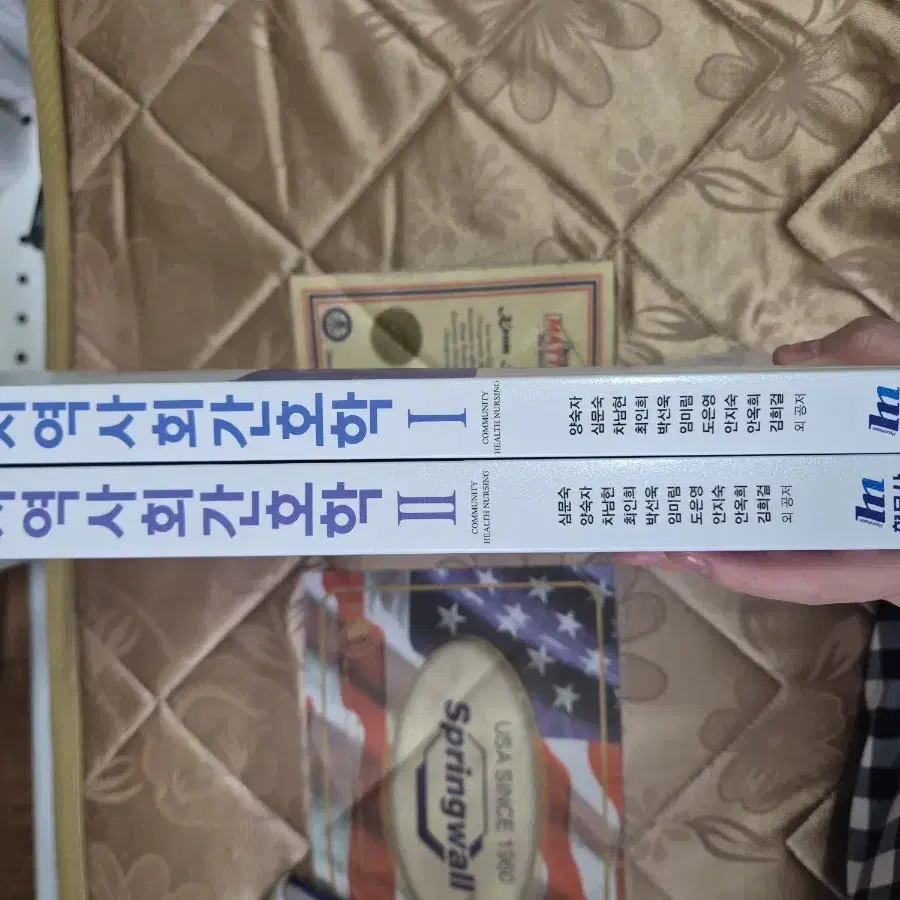 지역사회간호학 I
COMMUNITY
HEALTH NURSING
양숙자
심문숙
차남현
최인희
박선욱
임미림
도은영
안지숙
안옥희
김희걸
외 공저
hm
지역사회간호학 II
COMMUNITY
HEALTH NURSING
심문숙
양숙자
차남현
최인희
박선욱
임미림
도은영
안지숙
안옥희
김희걸
외 공저
hm
Springwall
USA SINCE 1960